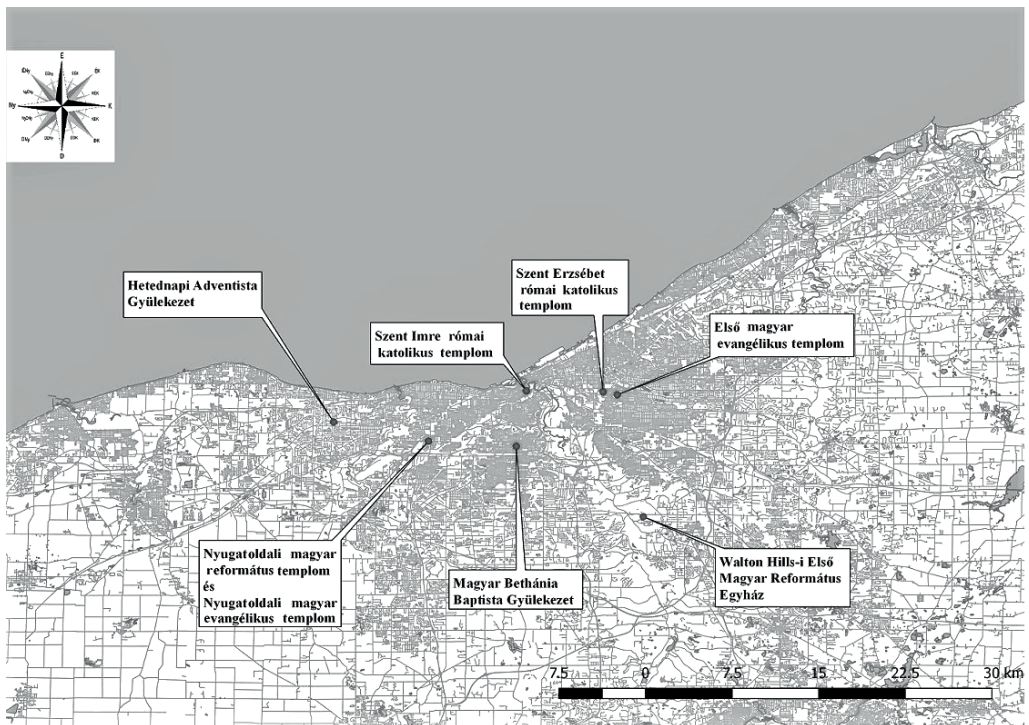 É
Ny
K
D
Hetednapi Adventista
Gyülekezet
Szent Erzsébet
római katolikus
templom
Szent Imre római
katolikus templom
Első magyar
evangélikus templom
Nyugatoldali magyar
református templom
és
Nyugatoldali magyar
evangélikus templom
Magyar Bethánia
Baptista Gyülekezet
Walton Hills-i Első
Magyar Református
Egyház
7.5 0 7.5 15 22.5 30 km